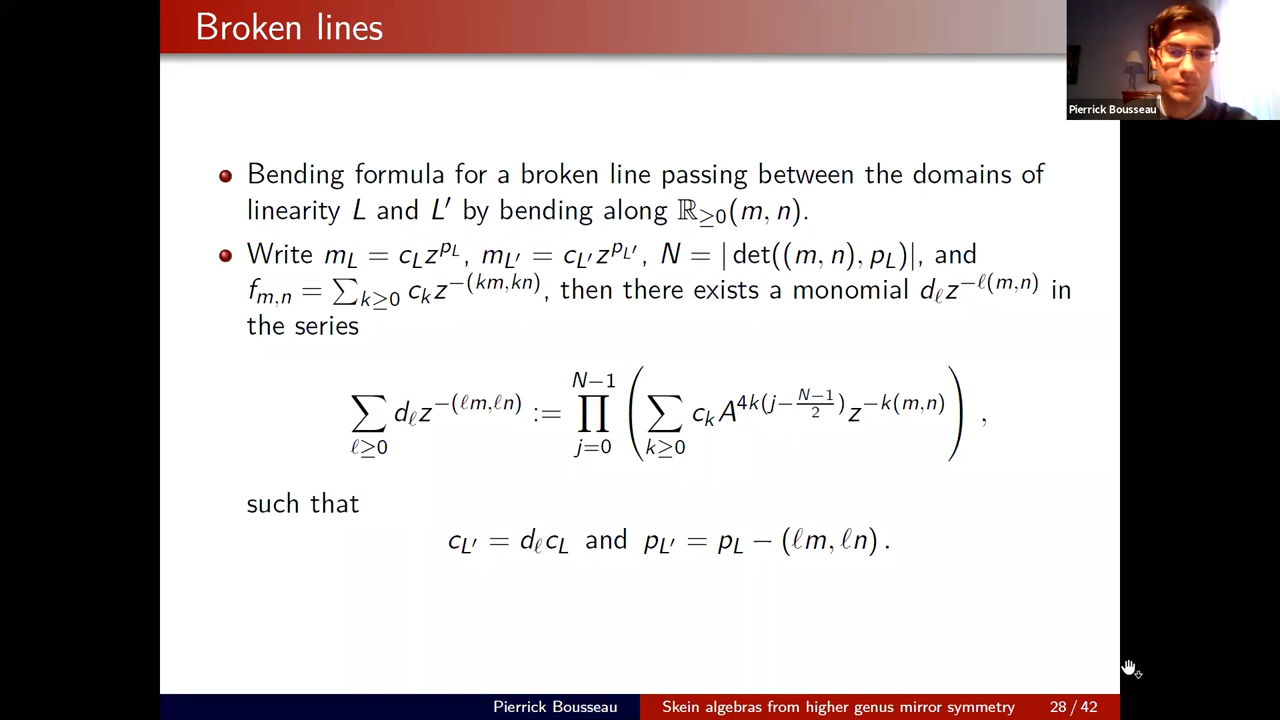 Broken lines
Pierrick Bousseau
Bending formula for a broken line passing between the domains of
linearity L and L′ by bending along ℝ≥0(m, n).
Write m_L = c_L z^{p_L}, m_{L′} = c_{L′} z^{p_{L′}}, N = | det((m, n), p_L)|, and
f_{m,n} = ∑_{k≥0} c_k z^{−(km,kn)}, then there exists a monomial d_ℓ z^{−ℓ(m,n)} in
the series
∑_{ℓ≥0} d_ℓ z^{−(ℓm,ℓn)} := ∏_{j=0}^{N−1} ( ∑_{k≥0} c_k A^{4k(j−\frac{N−1}{2})} z^{−k(m,n)} ) ,
such that
c_{L′} = d_ℓ c_L and p_{L′} = p_L − (ℓm, ℓn) .
Pierrick Bousseau Skein algebras from higher genus mirror symmetry 28 / 42